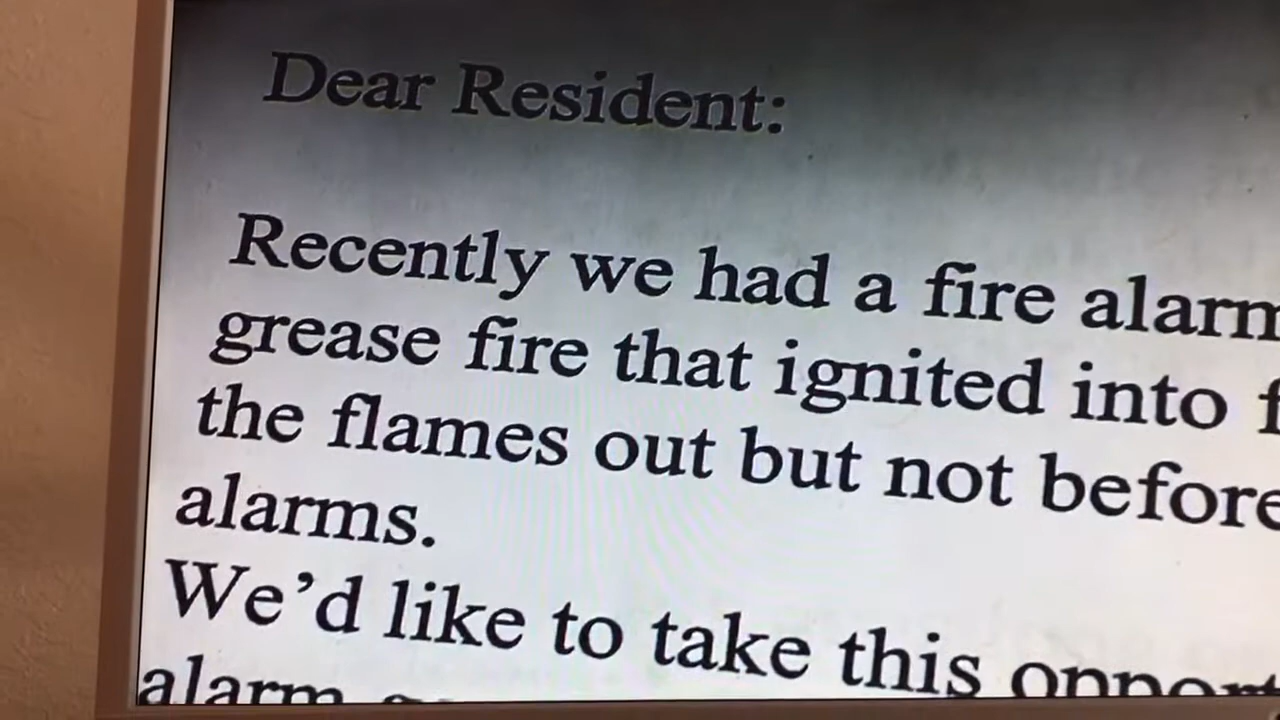 Dear Resident:
Recently we had a fire alarm
grease fire that ignited into
the flames out but not before
alarms.
We'd like to take this
alarm